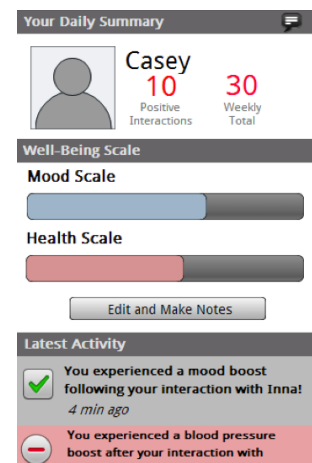 Your Daily Summary
Casey
10
30
Positive
Interactions
Weekly
Total
Well-Being Scale
Mood Scale
Health Scale
Edit and Make Notes
Latest Activity
You experienced a mood boost
following your interaction with Inna!
4 min ago
You experienced a blood pressure
boost after your interaction with